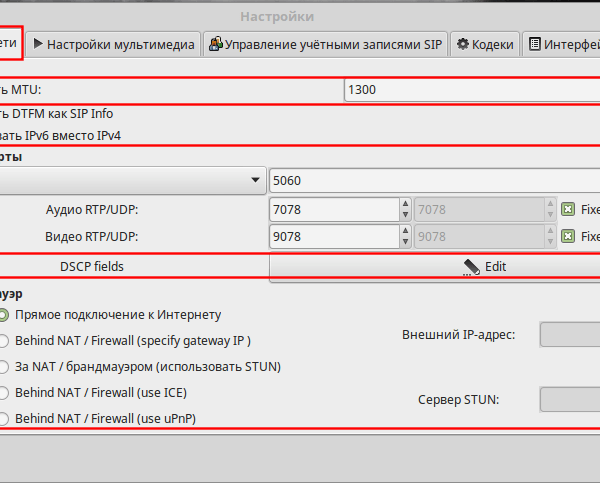 Настройки
ети Настройки мультимедиа Управление учётными записями SIP Кодеки Интерфей
ть MTU: 1300
ть DTFM как SIP Info
вать IPv6 вместо IPv4
рты
5060
Аудио RTP/UDP: 7078 7078 Fixe
Видео RTP/UDP: 9078 9078 Fixe
DSCP fields Edit
ауэр
Прямое подключение к Интернету
Behind NAT / Firewall (specify gateway IP ) Внешний IP-адрес:
За NAT / брандмауэром (использовать STUN)
Behind NAT / Firewall (use ICE) Сервер STUN:
Behind NAT / Firewall (use uPnP)